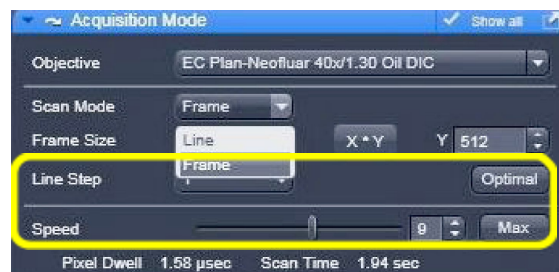 Acquisition Mode Show all
Objective EC Plan-Neofluar 40x/1.30 Oil DIC
Scan Mode Frame
Frame Size Line X*Y Y 512
Frame
Line Step Optimal
Speed 9 Max
Pixel Dwell 1.58 µsec Scan Time 1.94 sec